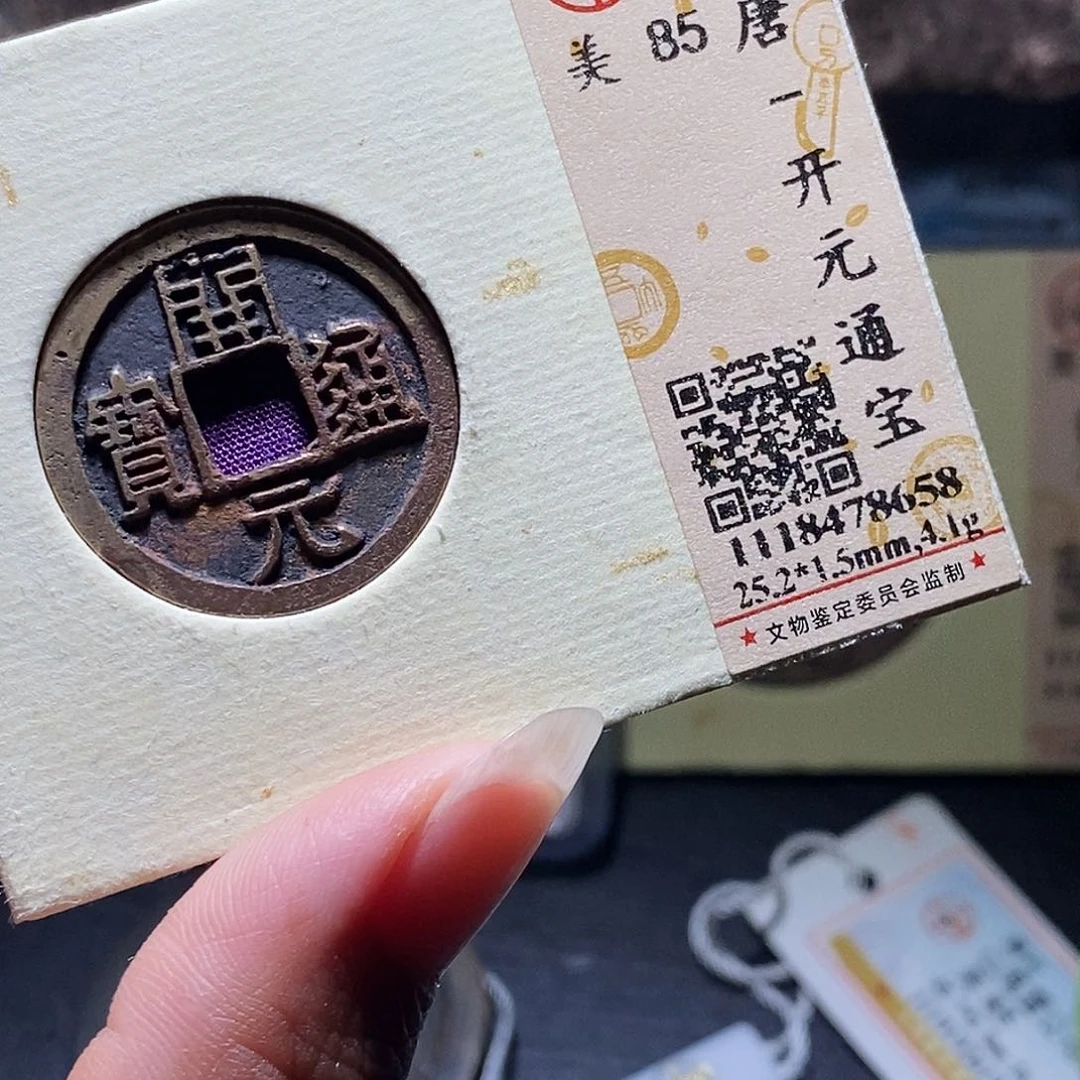 開元通寶
美 85 唐
一开元通宝
1118478658
25.2*1.5mm,4.1g
★文物鉴定委员会监制★